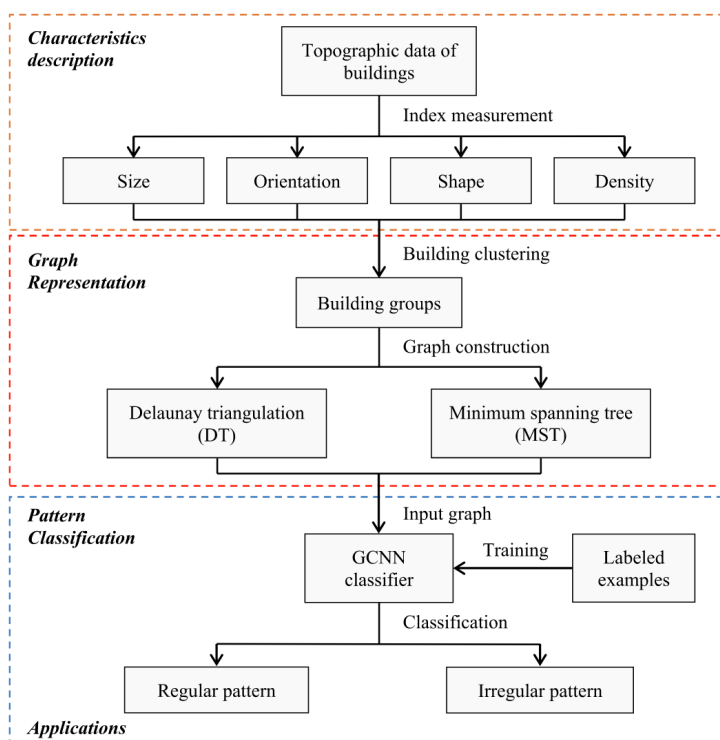 Characteristics
description
Topographic data of
buildings
Index measurement
Size
Orientation
Shape
Density
Building clustering
Graph
Representation
Building groups
Graph construction
Delaunay triangulation
(DT)
Minimum spanning tree
(MST)
Input graph
Pattern
Classification
GCNN
classifier
Training
Labeled
examples
Classification
Regular pattern
Irregular pattern
Applications